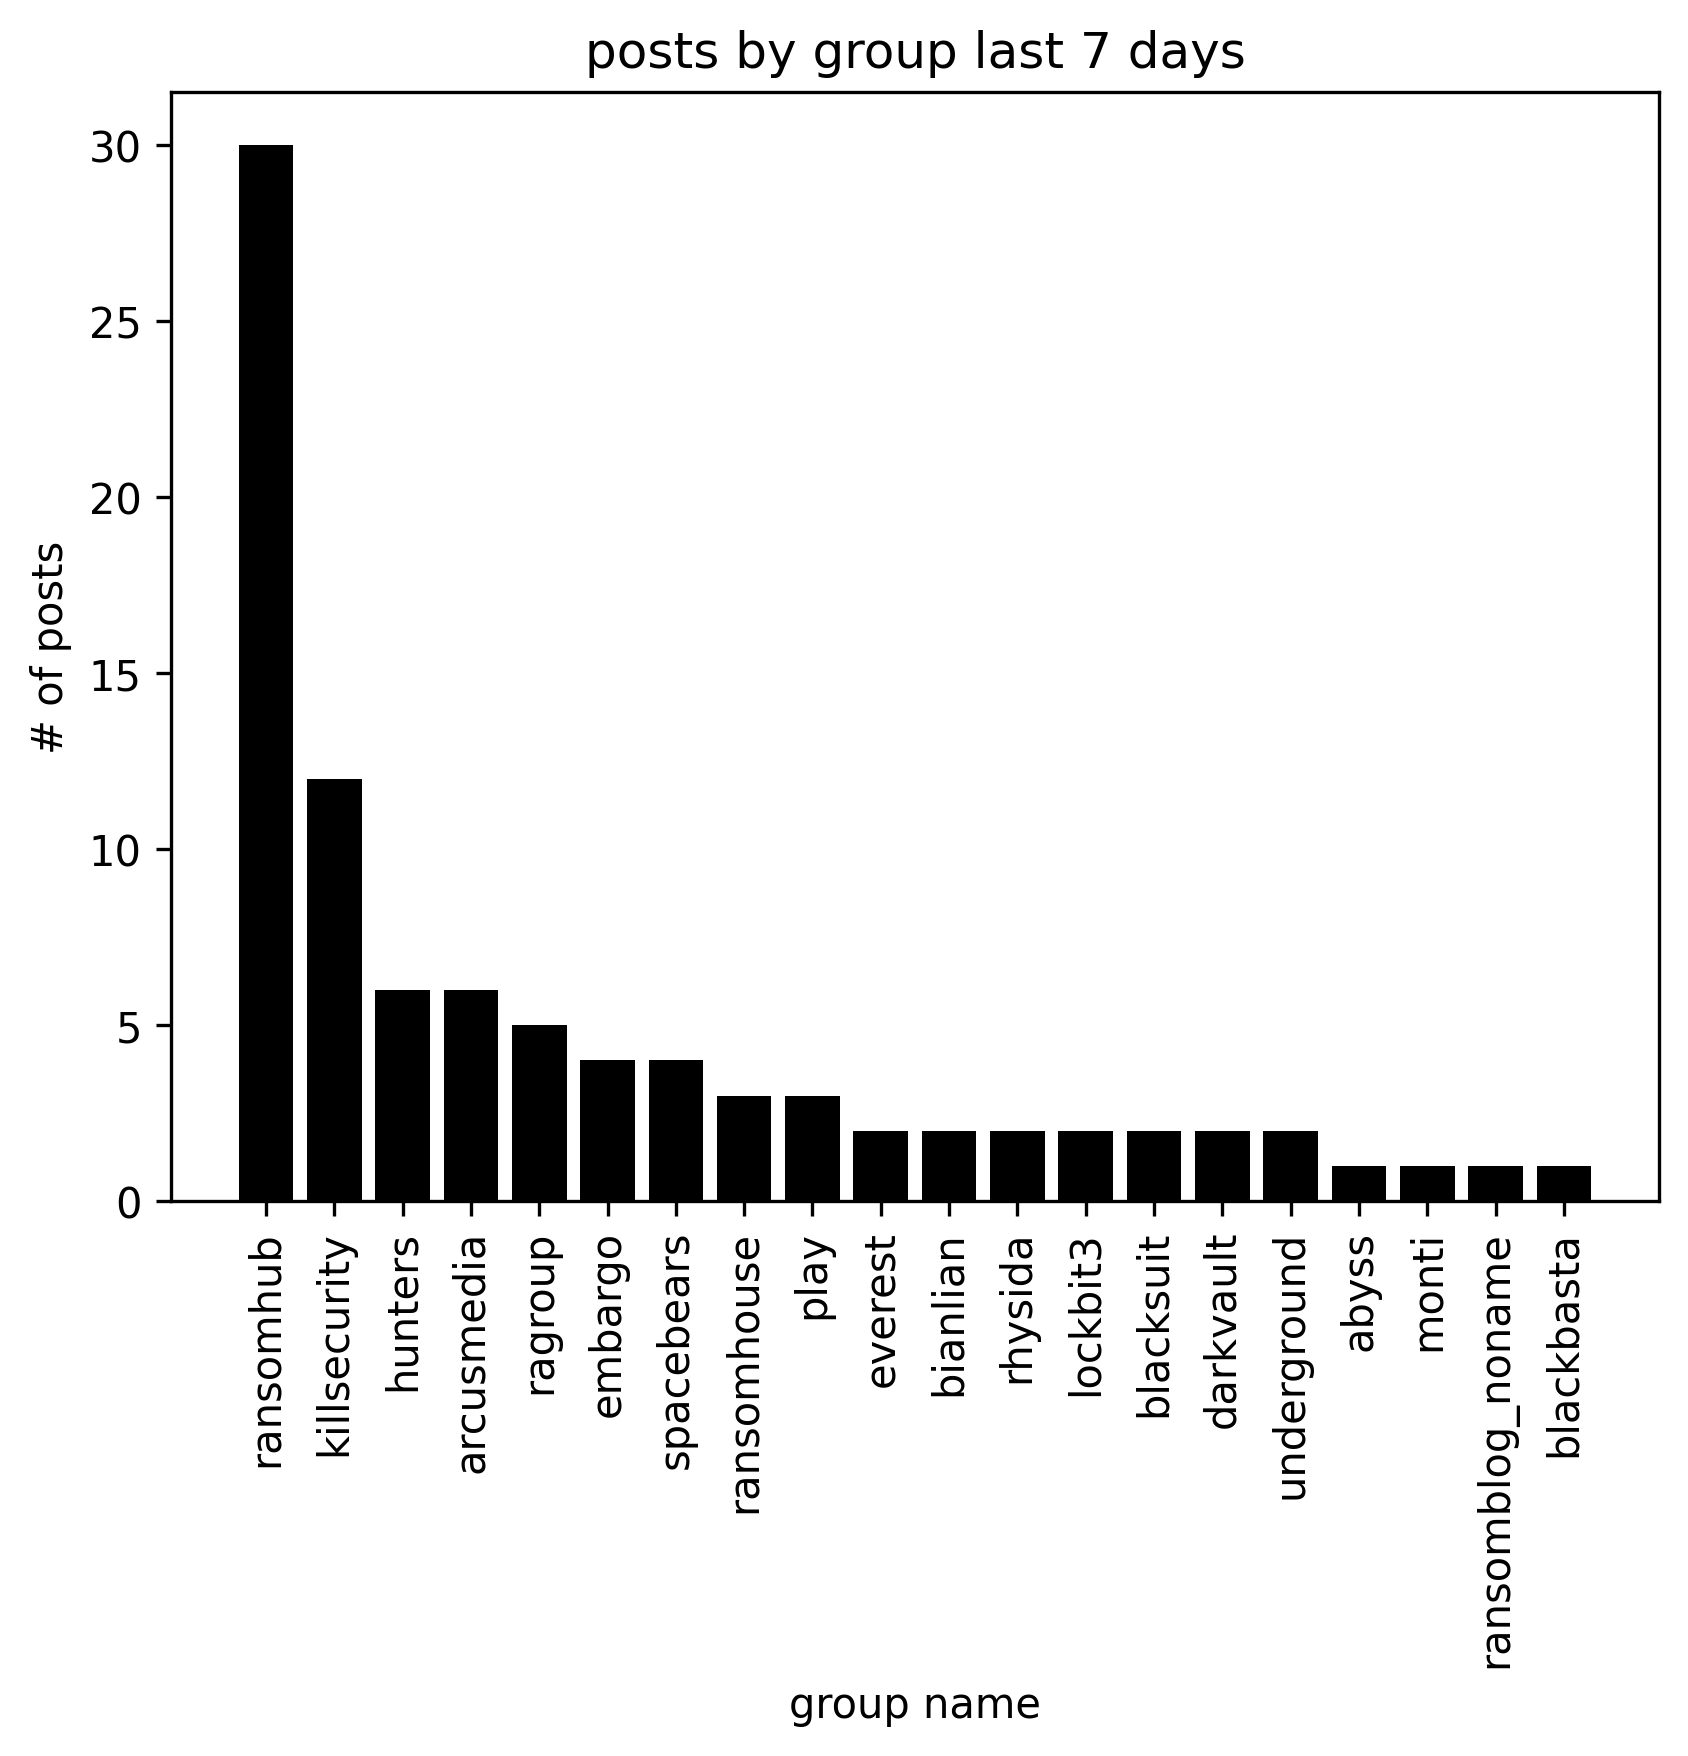 posts by group last 7 days
# of posts
30
25
20
15
10
5
0
ransomhub
killsecurity
hunters
arcusmedia
ragroup
embargo
spacebears
ransomhouse
play
everest
bianlian
rhysida
lockbit3
blacksuit
darkvault
underground
abyss
monti
ransomblog_noname
blackbasta
group name